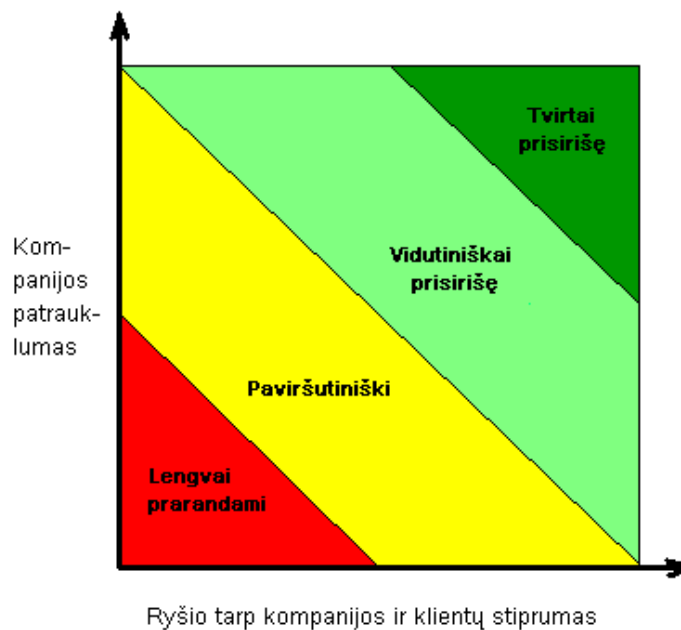 Tvirtai
prisirišę
Kom-
panijos
patrauk-
lumas
Vidutiniškai
prisirišę
Paviršutiniški
Lengvai
prarandami
Ryšio tarp kompanijos ir klientų stiprumas